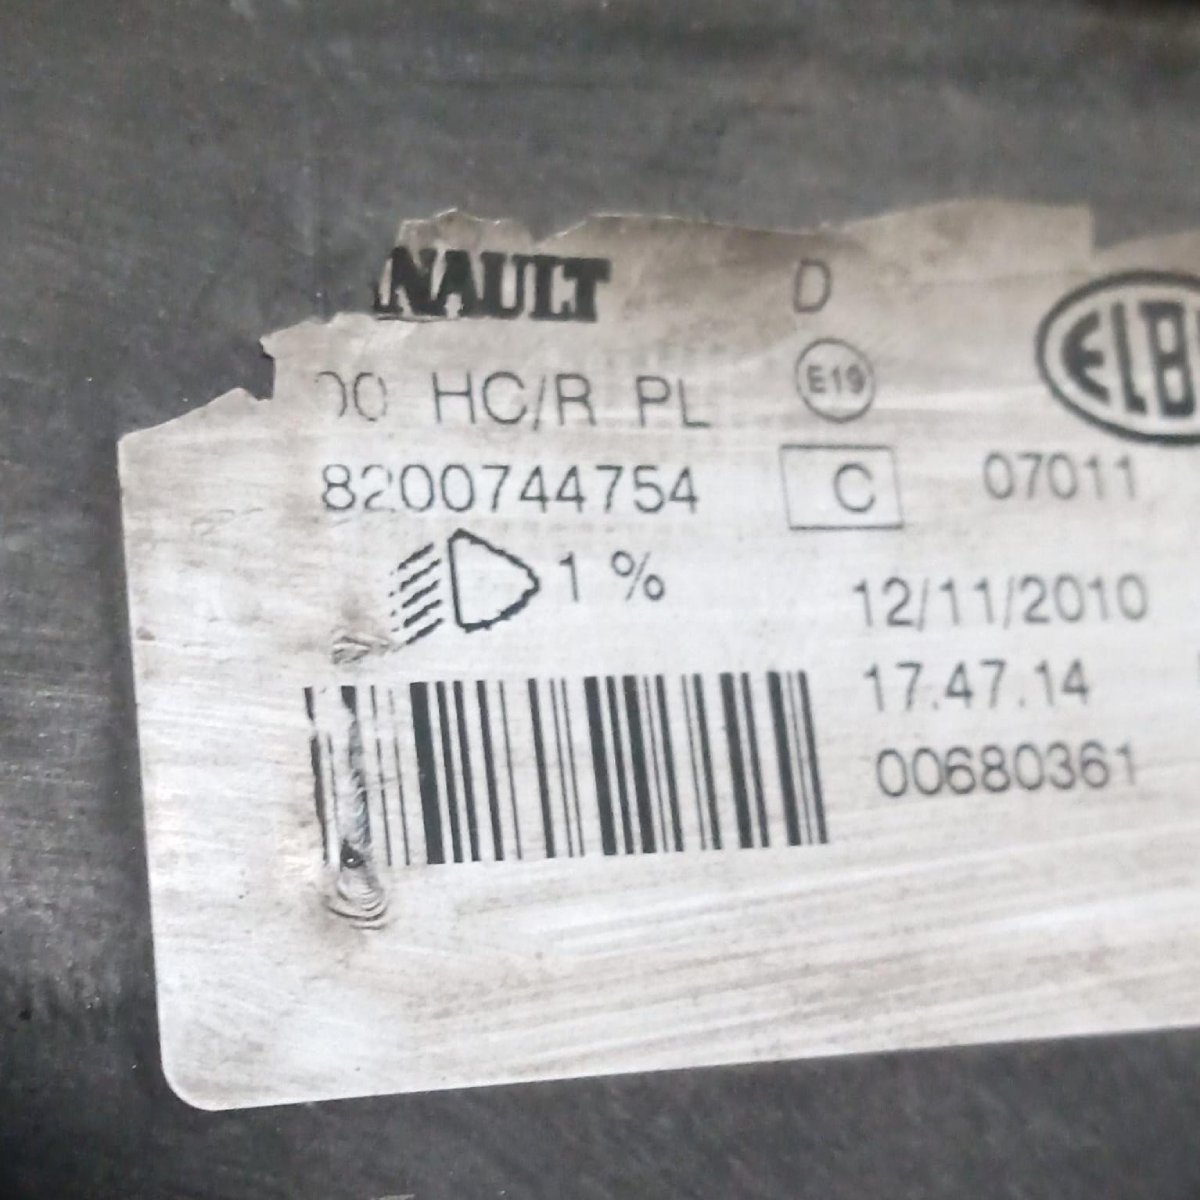 NAULT D
E19
ELB
00 HC/R PL
8200744754 C 07011
1 %
12/11/2010
17.47.14
00680361